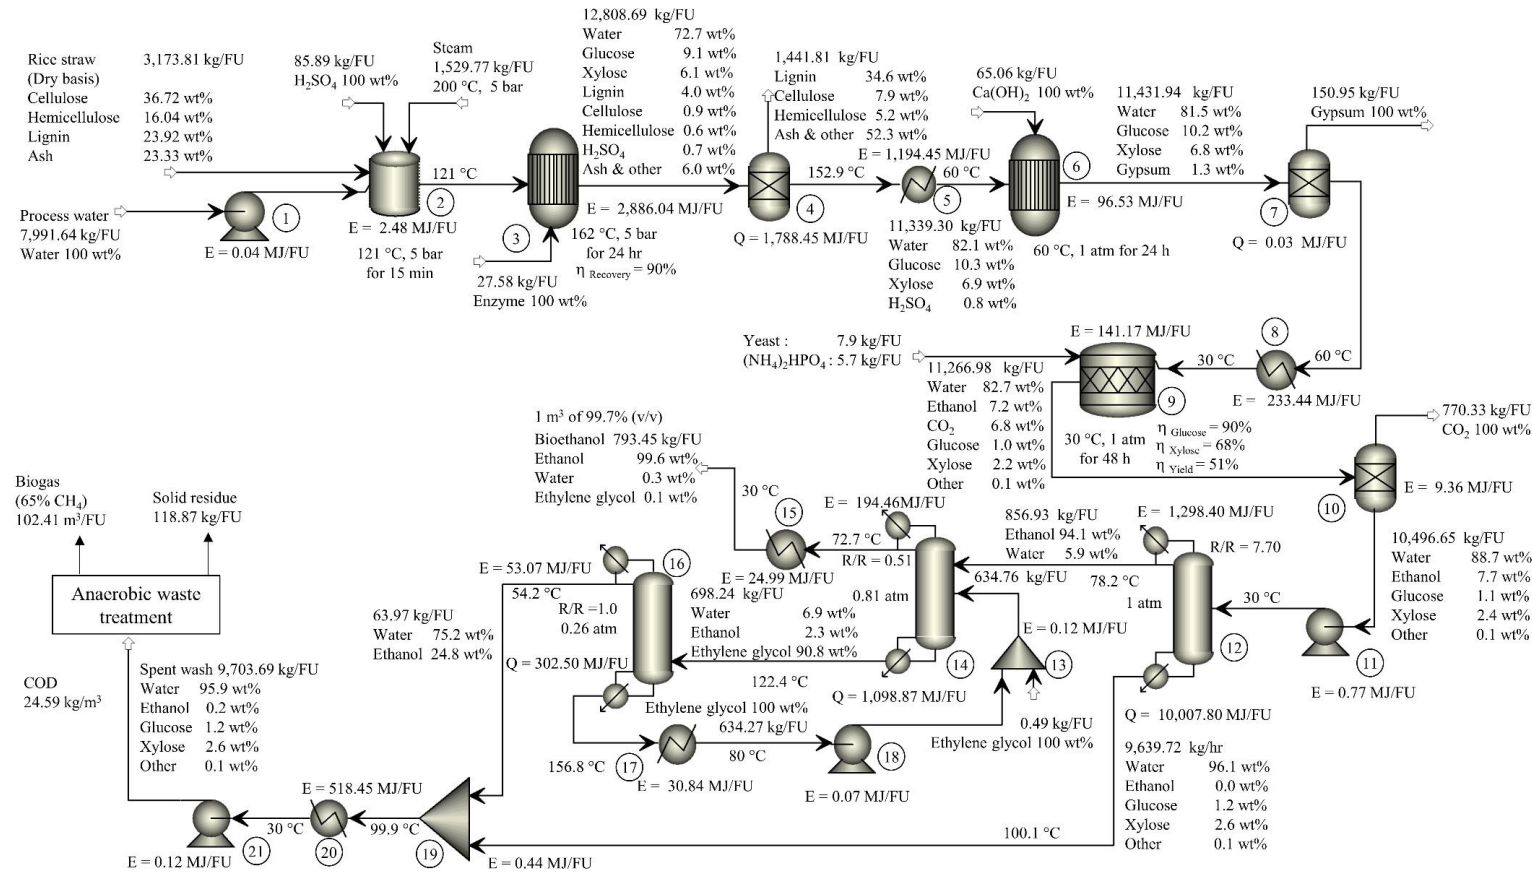 Rice straw 3,173.81 kg/FU
(Dry basis)
Cellulose 36.72 wt%
Hemicellulose 16.04 wt%
Lignin 23.92 wt%
Ash 23.33 wt%
85.89 kg/FU
H₂SO₄ 100 wt%
Steam
1,529.77 kg/FU
200 °C, 5 bar
Process water
7,991.64 kg/FU
Water 100 wt%
1
E = 0.04 MJ/FU
121 °C
2
E = 2.48 MJ/FU
121 °C, 5 bar
for 15 min
12,808.69 kg/FU
Water 72.7 wt%
Glucose 9.1 wt%
Xylose 6.1 wt%
Lignin 4.0 wt%
Cellulose 0.9 wt%
Hemicellulose 0.6 wt%
H₂SO₄ 0.7 wt%
Ash & other 6.0 wt%
E = 2,886.04 MJ/FU
3
162 °C, 5 bar
for 24 hr
η Recovery = 90%
27.58 kg/FU
Enzyme 100 wt%
1,441.81 kg/FU
Lignin 34.6 wt%
Cellulose 7.9 wt%
Hemicellulose 5.2 wt%
Ash & other 52.3 wt%
152.9 °C
4
Q = 1,788.45 MJ/FU
E = 1,194.45 MJ/FU
60 °C
5
11,339.30 kg/FU
Water 82.1 wt%
Glucose 10.3 wt%
Xylose 6.9 wt%
H₂SO₄ 0.8 wt%
65.06 kg/FU
Ca(OH)₂ 100 wt%
6
E = 96.53 MJ/FU
60 °C, 1 atm for 24 h
11,431.94 kg/FU
Water 81.5 wt%
Glucose 10.2 wt%
Xylose 6.8 wt%
Gypsum 1.3 wt%
150.95 kg/FU
Gypsum 100 wt%
7
Q = 0.03 MJ/FU
60 °C
8
E = 233.44 MJ/FU
30 °C
Yeast : 7.9 kg/FU
(NH4)₂HPO₄ : 5.7 kg/FU
E = 141.17 MJ/FU
9
30 °C, 1 atm
for 48 h
η Glucose = 90%
η Xylose = 68%
η Yield = 51%
11,266.98 kg/FU
Water 82.7 wt%
Ethanol 7.2 wt%
CO₂ 6.8 wt%
Glucose 1.0 wt%
Xylose 2.2 wt%
Other 0.1 wt%
770.33 kg/FU
CO₂ 100 wt%
E = 9.36 MJ/FU
10
10,496.65 kg/FU
Water 88.7 wt%
Ethanol 7.7 wt%
Glucose 1.1 wt%
Xylose 2.4 wt%
Other 0.1 wt%
11
E = 0.77 MJ/FU
30 °C
E = 1,298.40 MJ/FU
R/R = 7.70
78.2 °C
1 atm
12
Q = 10,007.80 MJ/FU
9,639.72 kg/hr
Water 96.1 wt%
Ethanol 0.0 wt%
Glucose 1.2 wt%
Xylose 2.6 wt%
Other 0.1 wt%
100.1 °C
856.93 kg/FU
Ethanol 94.1 wt%
Water 5.9 wt%
634.76 kg/FU
E = 0.12 MJ/FU
13
0.49 kg/FU
Ethylene glycol 100 wt%
E = 194.46MJ/FU
72.7 °C
R/R = 0.51
0.81 atm
14
Q = 1,098.87 MJ/FU
15
30 °C
E = 24.99 MJ/FU
1 m³ of 99.7% (v/v)
Bioethanol 793.45 kg/FU
Ethanol 99.6 wt%
Water 0.3 wt%
Ethylene glycol 0.1 wt%
698.24 kg/FU
Water 6.9 wt%
Ethanol 2.3 wt%
Ethylene glycol 90.8 wt%
122.4 °C
E = 53.07 MJ/FU
54.2 °C
16
R/R =1.0
0.26 atm
Q = 302.50 MJ/FU
63.97 kg/FU
Water 75.2 wt%
Ethanol 24.8 wt%
Ethylene glycol 100 wt%
634.27 kg/FU
156.8 °C
17
80 °C
E = 30.84 MJ/FU
18
E = 0.07 MJ/FU
19
E = 0.44 MJ/FU
99.9 °C
E = 518.45 MJ/FU
20
30 °C
21
E = 0.12 MJ/FU
Spent wash 9,703.69 kg/FU
Water 95.9 wt%
Ethanol 0.2 wt%
Glucose 1.2 wt%
Xylose 2.6 wt%
Other 0.1 wt%
COD
24.59 kg/m³
Anaerobic waste
treatment
Biogas
(65% CH₄)
102.41 m³/FU
Solid residue
118.87 kg/FU